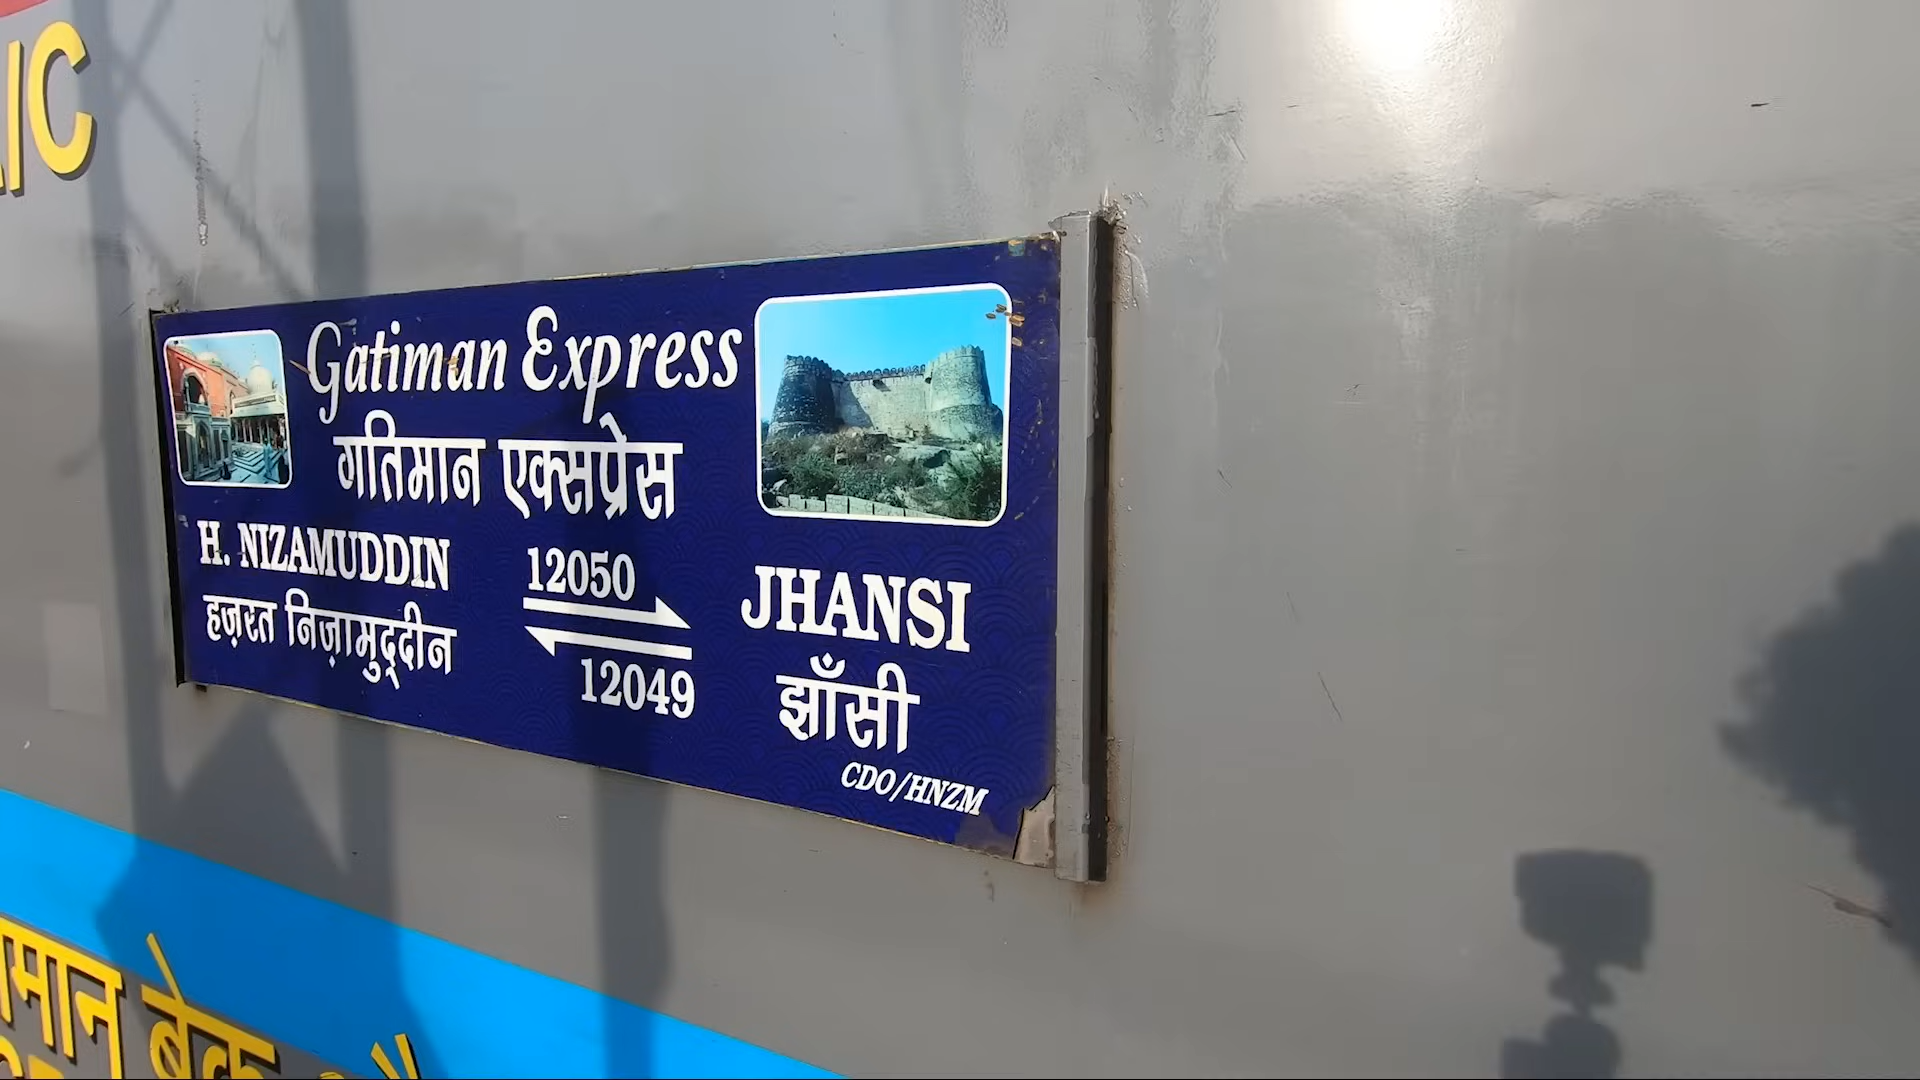 Gatiman Express
गतिमान एक्सप्रेस
H. NIZAMUDDIN
हज़रत निज़ामुद्दीन
12050
12049
JHANSI
झाँसी
CDO/HNZM